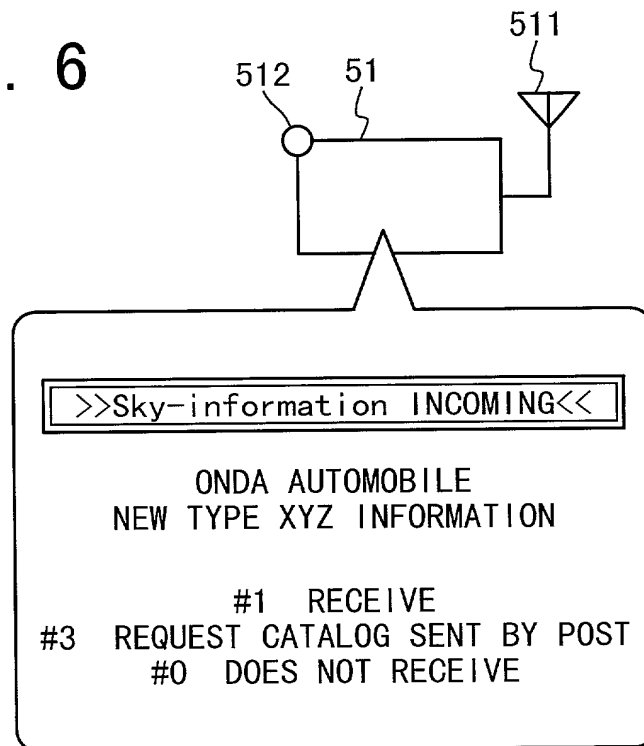 . 6
512 51 511
>>Sky-information INCOMING<<
ONDA AUTOMOBILE
NEW TYPE XYZ INFORMATION
#1 RECEIVE
#3 REQUEST CATALOG SENT BY POST
#0 DOES NOT RECEIVE